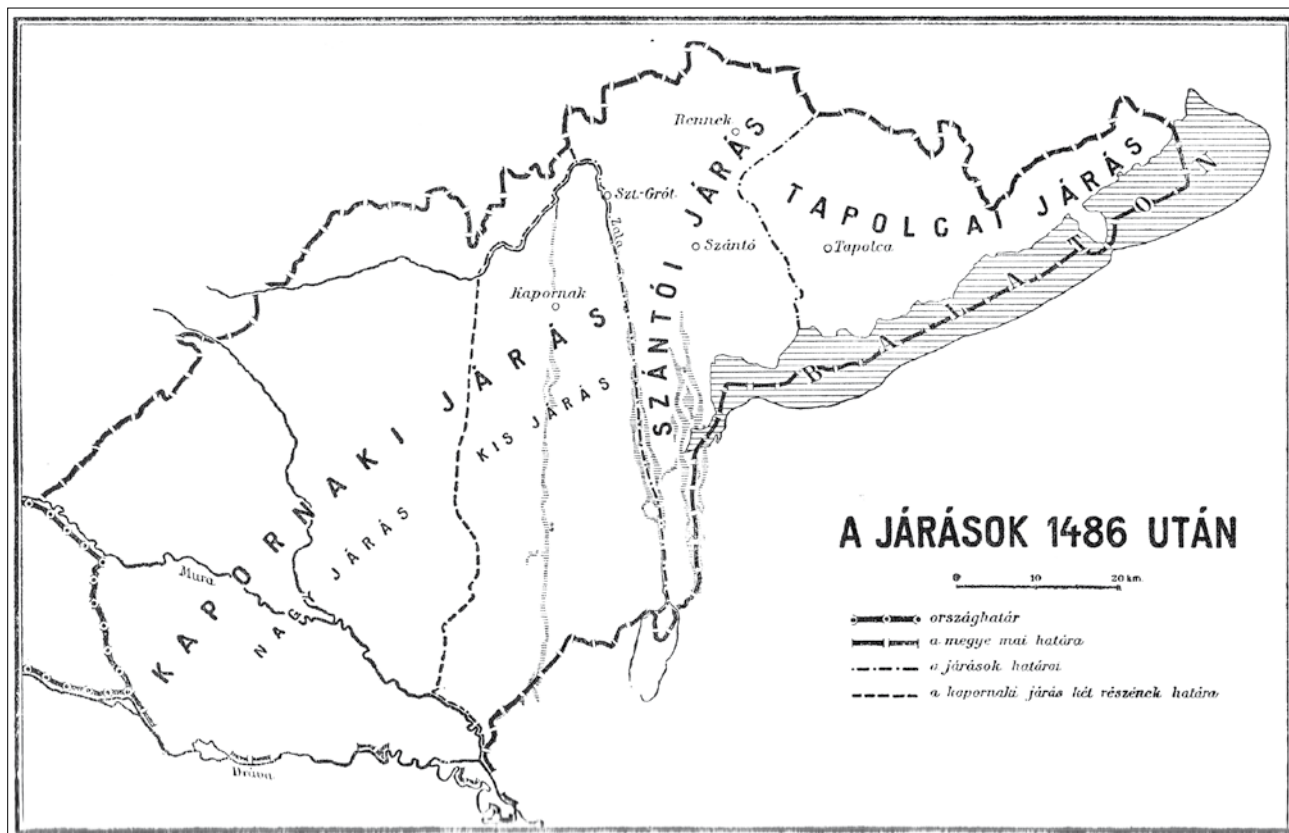 Rennek
Szt.-Grót
Zala
SZÁNTÓI JÁRÁS
Szántó
TAPOLCAI JÁRÁS
Tapolca
BALATON
Kapornak
KAPORNAKI JÁRÁS
KIS JÁRÁS
NAGY JÁRÁS
Mura
Dráva
A JÁRÁSOK 1486 UTÁN
0 10 20 km.
országhatár
a megye mai határa
a járások határai
a kapornaki járás két részének határa